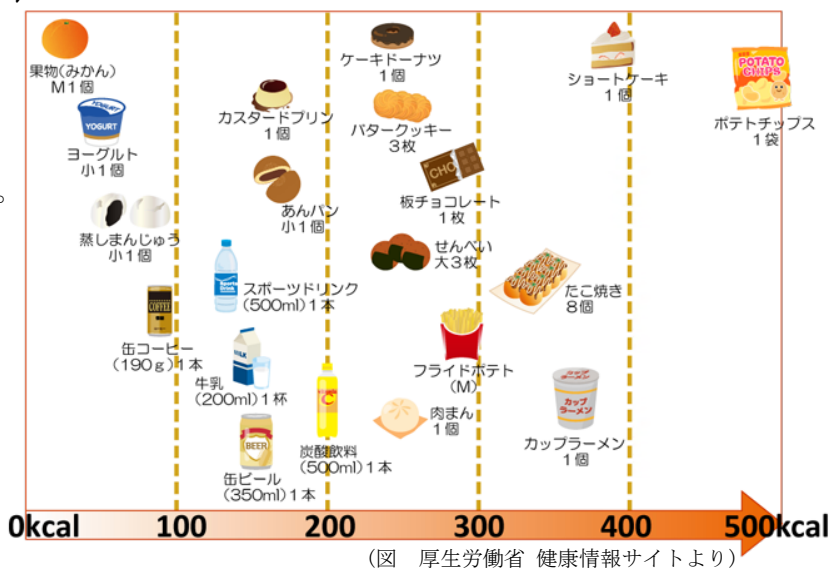 果物(みかん)
M1個
YOGURT
YOGURT
ヨーグルト
小1個
蒸しまんじゅう
小1個
COFFEE
缶コーヒー
(190g)1本
カスタードプリン
1個
あんパン
小1個
Sports
Drink
スポーツドリンク
(500ml)1本
MILK
牛乳
(200ml)1杯
BEER
缶ビール
(350ml)1本
C
炭酸飲料
(500ml)1本
ケーキドーナツ
1個
バタークッキー
3枚
CHO
板チョコレート
1枚
せんべい
大3枚
フライドポテト
(M)
肉まん
1個
ショートケーキ
1個
たこ焼き
8個
カップ
ラーメン
カップ
ラーメン
カップラーメン
1個
POTATO
CHIPS
ポテトチップス
1袋
。
0kcal 100 200 300 400 500kcal
(図 厚生労働省 健康情報サイトより)